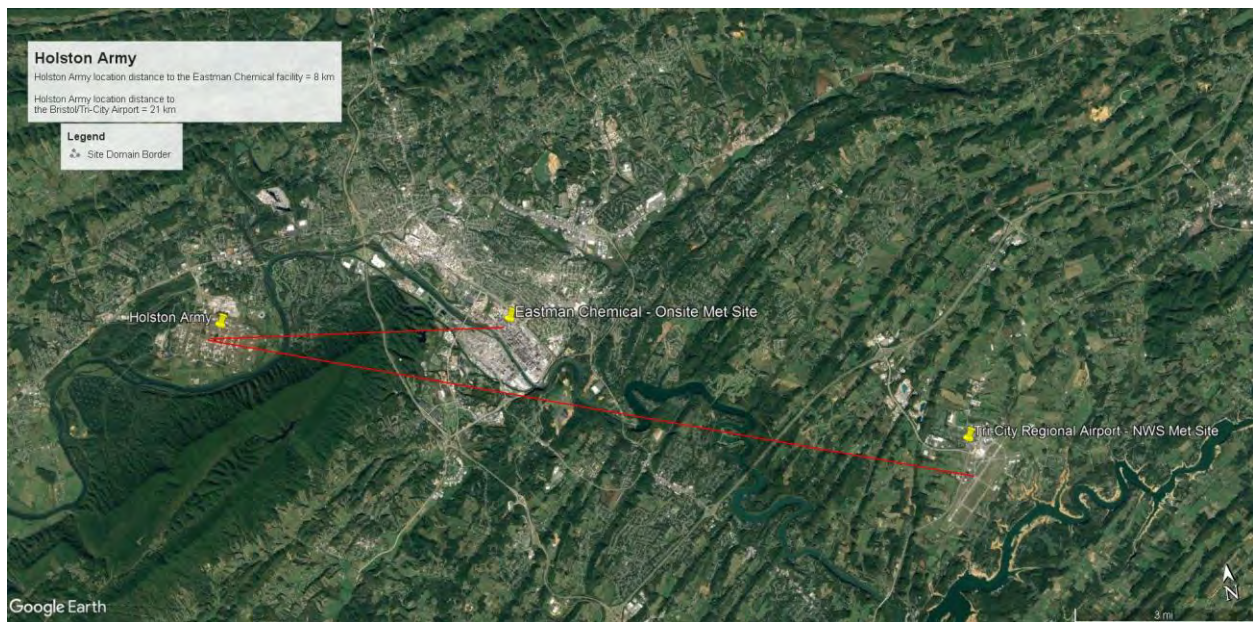 Holston Army
Holston Army location distance to the Eastman Chemical facility = 8 km
Holston Army location distance to
the Bristol/Tri-City Airport = 21 km
Legend
Site Domain Border
Holston Army
Eastman Chemical - Onsite Met Site
Tri-City Regional Airport - NWS Met Site
Google Earth
N
3 mi